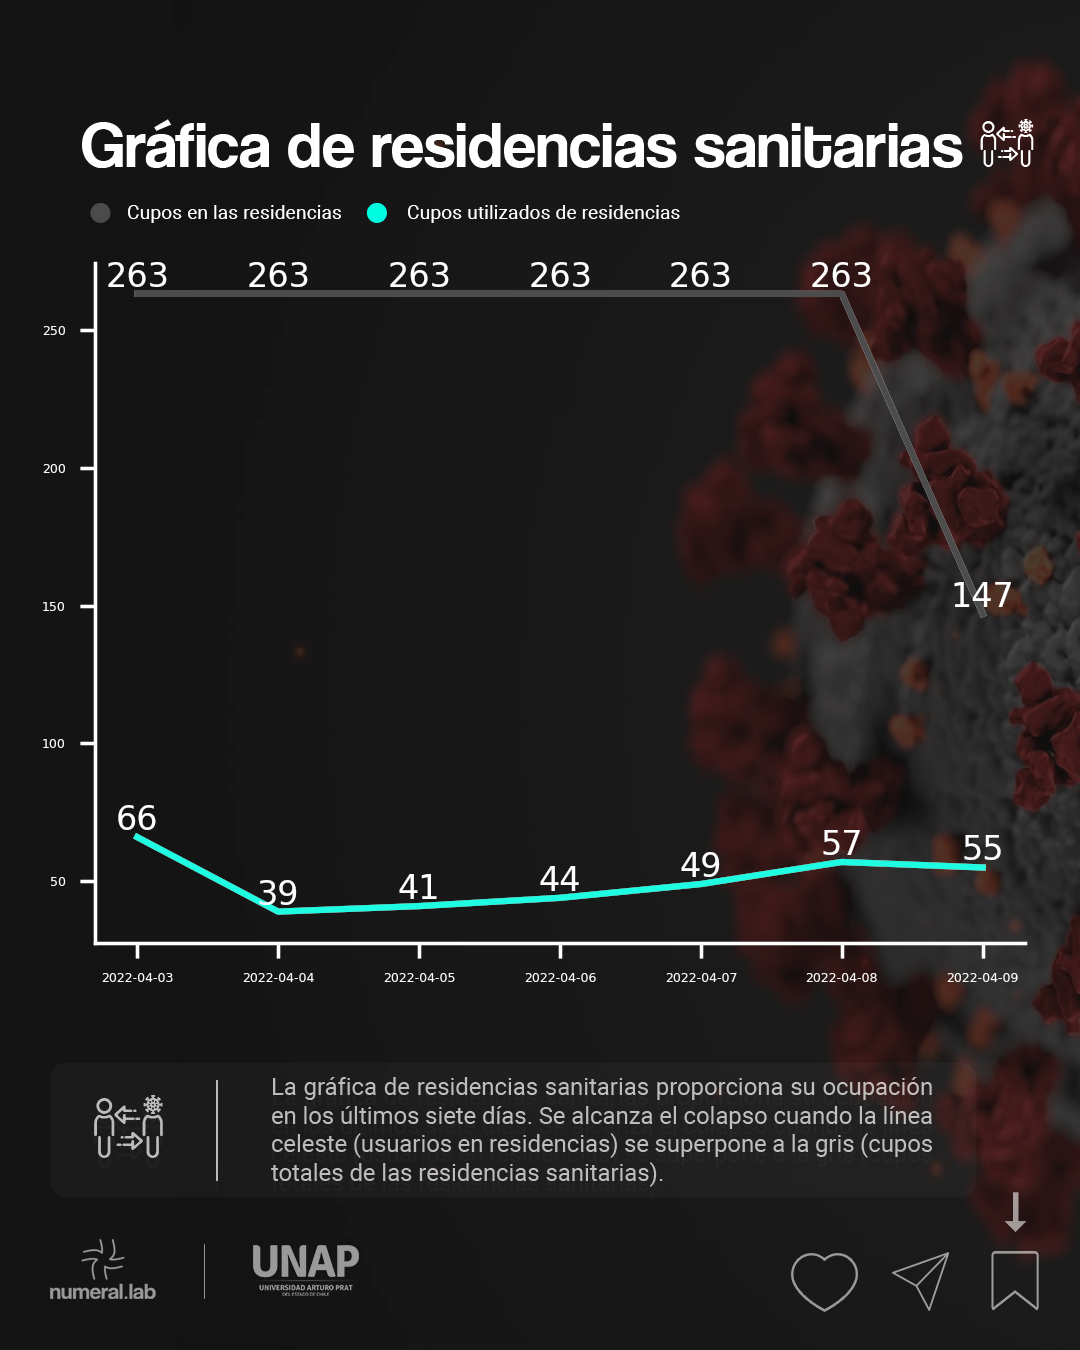 Gráfica de residencias sanitarias
Cupos en las residencias
Cupos utilizados de residencias
263 263 263 263 263 263
250
200
150
147
100
66
39
41
44
49
57
55
50
2022-04-03 2022-04-04 2022-04-05 2022-04-06 2022-04-07 2022-04-08 2022-04-09
La gráfica de residencias sanitarias proporciona su ocupación
en los últimos siete días. Se alcanza el colapso cuando la línea
celeste (usuarios en residencias) se superpone a la gris (cupos
totales de las residencias sanitarias).
numeral.lab
UNAP
UNIVERSIDAD ARTURO PRAT
DEL ESTADO DE CHILE